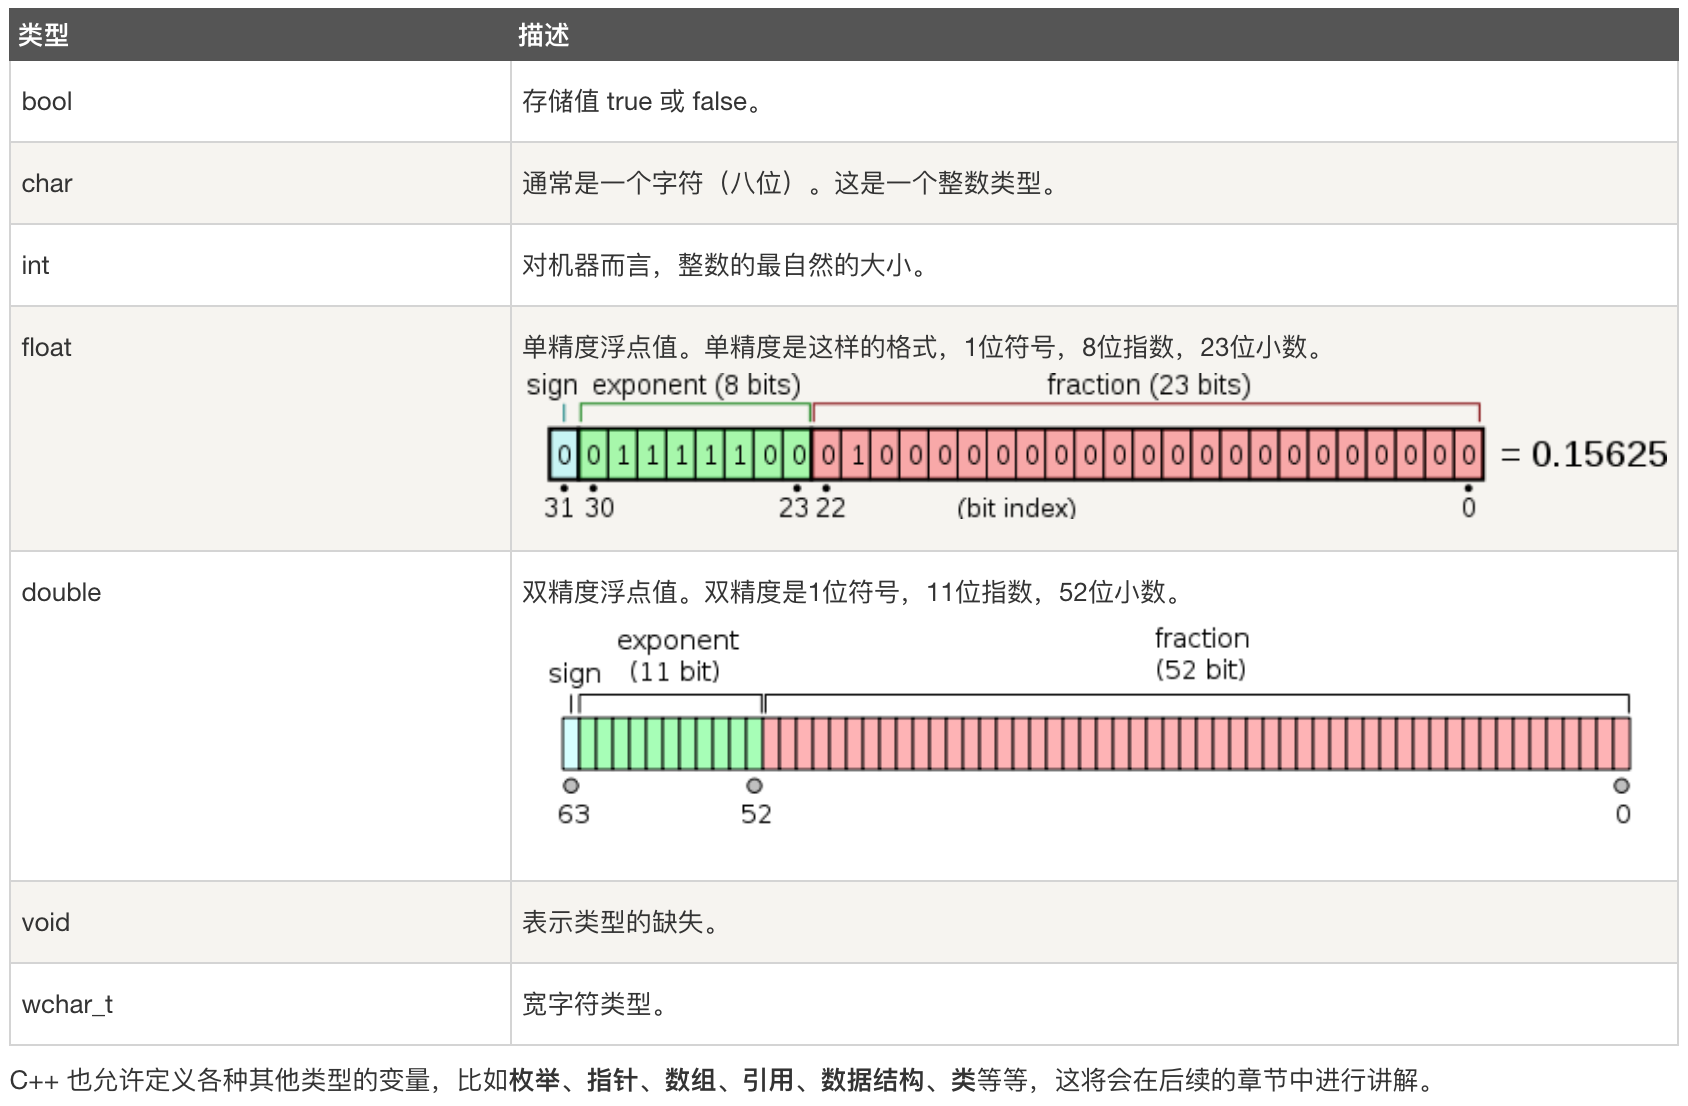 类型 描述
bool 存储值 true 或 false。
char 通常是一个字符（八位）。这是一个整数类型。
int 对机器而言，整数的最自然的大小。
float 单精度浮点值。单精度是这样的格式，1位符号，8位指数，23位小数。
sign exponent (8 bits) fraction (23 bits)
0 0 1 1 1 1 1 0 0 0 1 0 0 0 0 0 0 0 0 0 0 0 0 0 0 0 0 0 0 0 0 0 = 0.15625
31 30 23 22 (bit index) 0
double 双精度浮点值。双精度是1位符号，11位指数，52位小数。
exponent fraction
sign (11 bit) (52 bit)
63 52 0
void 表示类型的缺失。
wchar_t 宽字符类型。
C++ 也允许定义各种其他类型的变量，比如枚举、指针、数组、引用、数据结构、类等等，这将会在后续的章节中进行讲解。